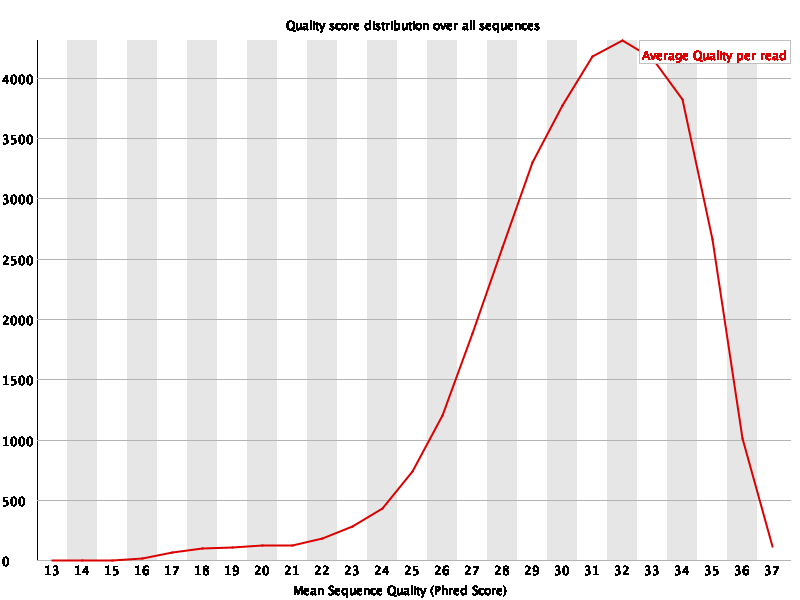 Quality score distribution over all sequences
Average Quality per read
4000
3500
3000
2500
2000
1500
1000
500
0
13 14 15 16 17 18 19 20 21 22 23 24 25 26 27 28 29 30 31 32 33 34 35 36 37
Mean Sequence Quality (Phred Score)